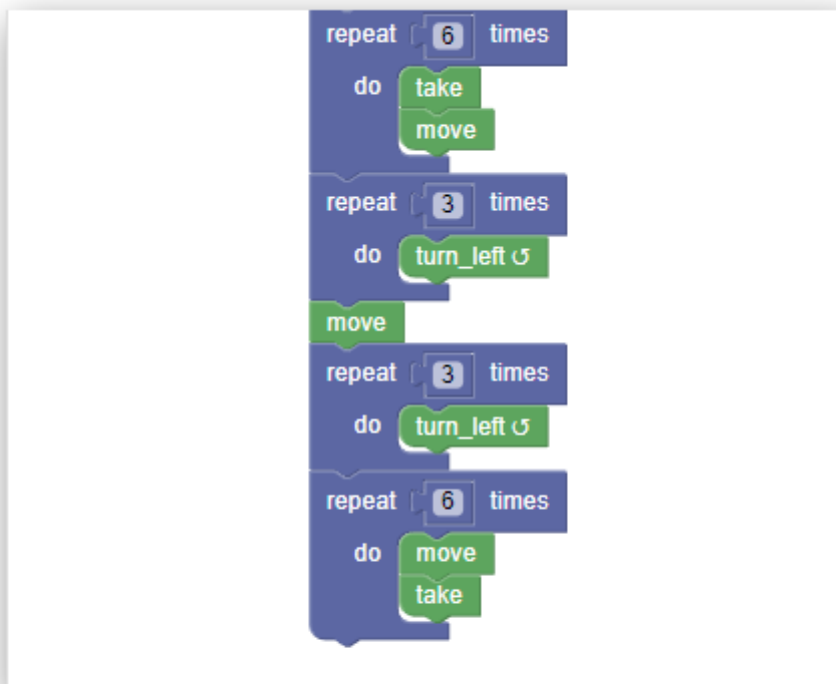 repeat 6 times
do take
move
repeat 3 times
do turn_left ↺
move
repeat 3 times
do turn_left ↺
repeat 6 times
do move
take